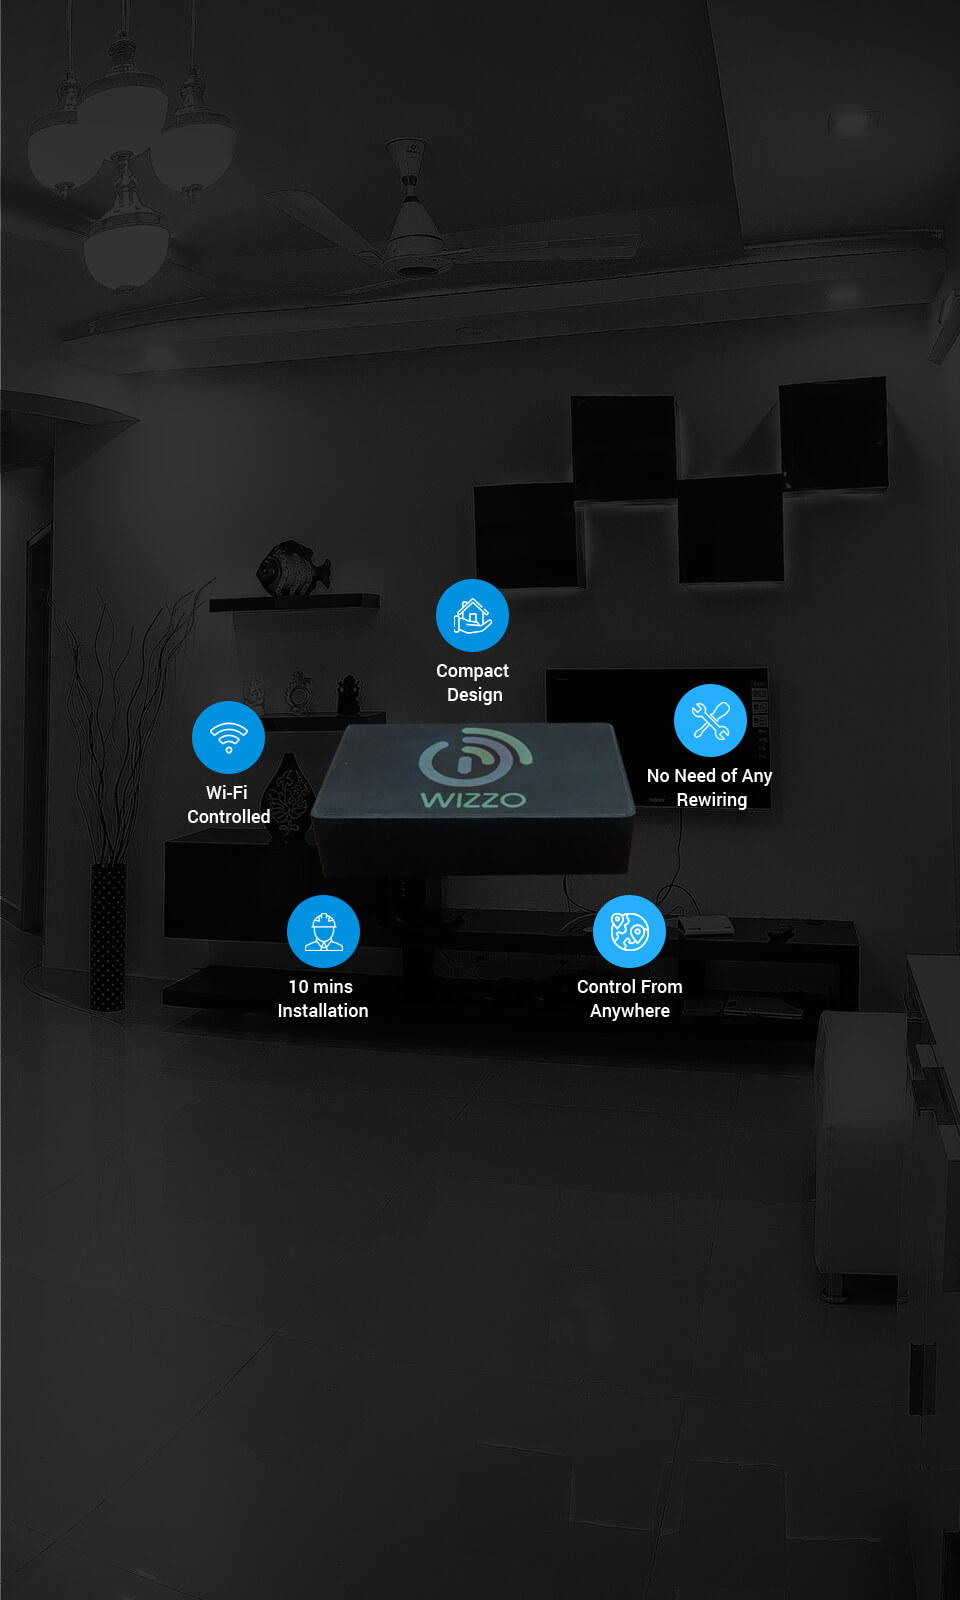 Compact
Design
Wi-Fi
Controlled
No Need of Any
Rewiring
WIZZO
10 mins
Installation
Control From
Anywhere